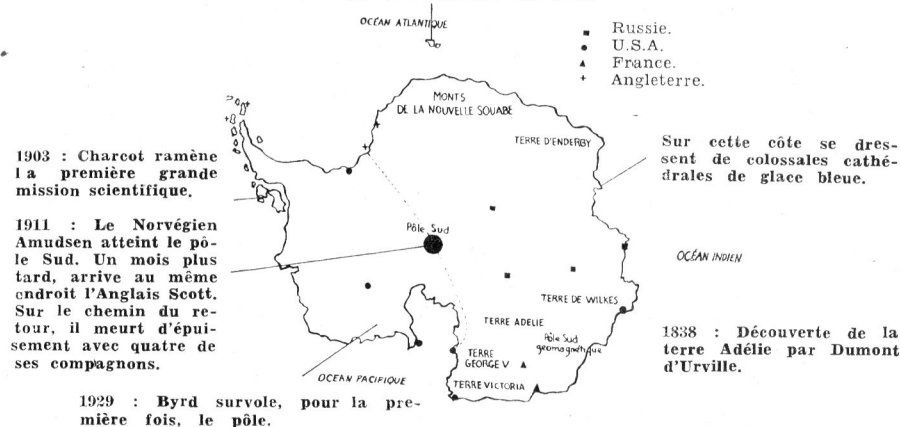 OCÉAN ATLANTIQUE
Russie.
U.S.A.
France.
Angleterre.
MONTS
DE LA NOUVELLE SOUABE
TERRE D'ENDERBY
Sur cette côte se dres-
sent de colossales cathé-
drales de glace bleue.
1903 : Charcot ramène
la première grande
mission scientifique.
1911 : Le Norvégien
Amudsen atteint le pô-
le Sud. Un mois plus
tard, arrive au même
endroit l'Anglais Scott.
Sur le chemin du re-
tour, il meurt d'épui-
sement avec quatre de
ses compagnons.
Pôle Sud
OCÉAN INDIEN
TERRE DE WILKES
TERRE ADELIE
Pôle Sud
géomagnétique
TERRE
GEORGE V
TERRE VICTORIA
OCEAN PACIFIQUE
1838 : Découverte de la
terre Adélie par Dumont
d'Urville.
1929 : Byrd survole, pour la pre-
mière fois, le pôle.